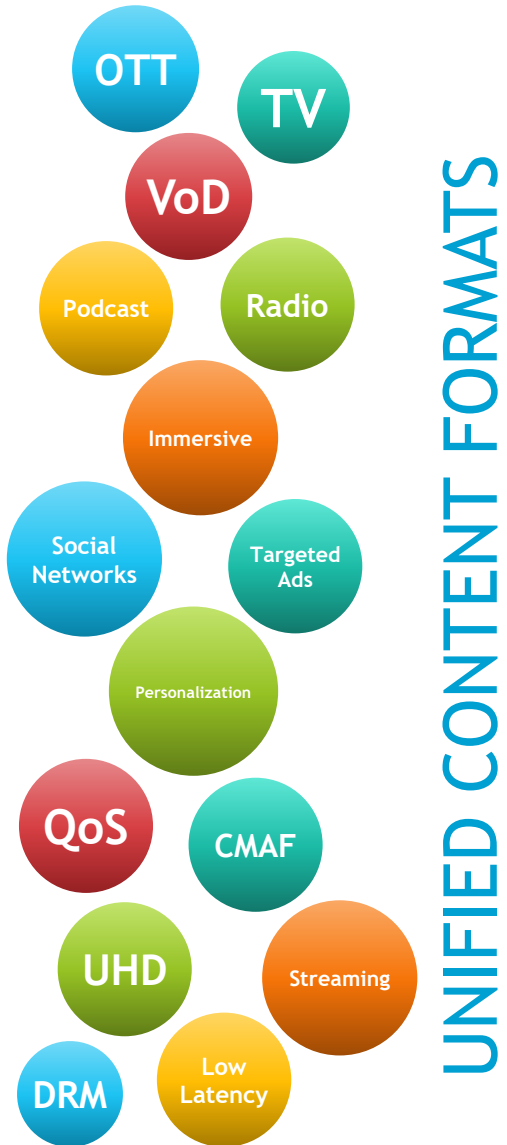 OTT
TV
VoD
Podcast
Radio
Immersive
Social
Networks
Targeted
Ads
Personalization
QoS
CMAF
UHD
Streaming
Low
Latency
DRM
UNIFIED CONTENT FORMATS